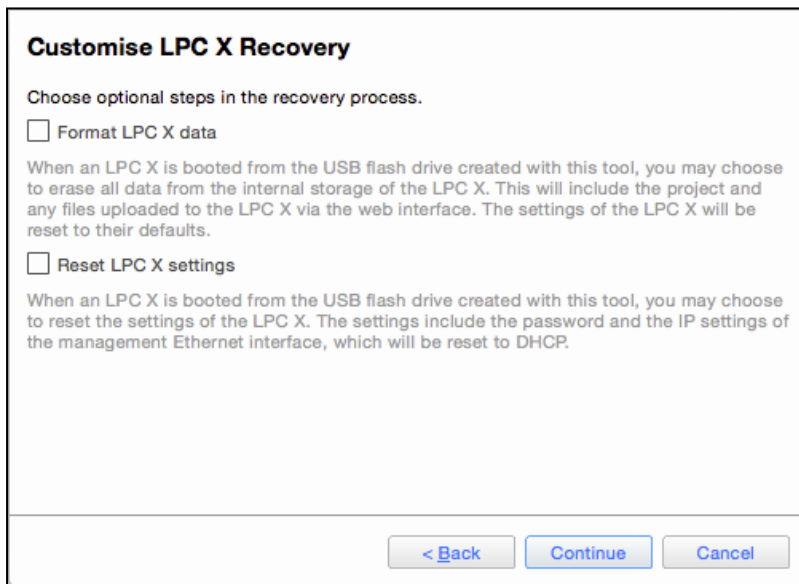 Customise LPC X Recovery
Choose optional steps in the recovery process.
Format LPC X data
When an LPC X is booted from the USB flash drive created with this tool, you may choose
to erase all data from the internal storage of the LPC X. This will include the project and
any files uploaded to the LPC X via the web interface. The settings of the LPC X will be
reset to their defaults.
Reset LPC X settings
When an LPC X is booted from the USB flash drive created with this tool, you may choose
to reset the settings of the LPC X. The settings include the password and the IP settings of
the management Ethernet interface, which will be reset to DHCP.
< Back Continue Cancel